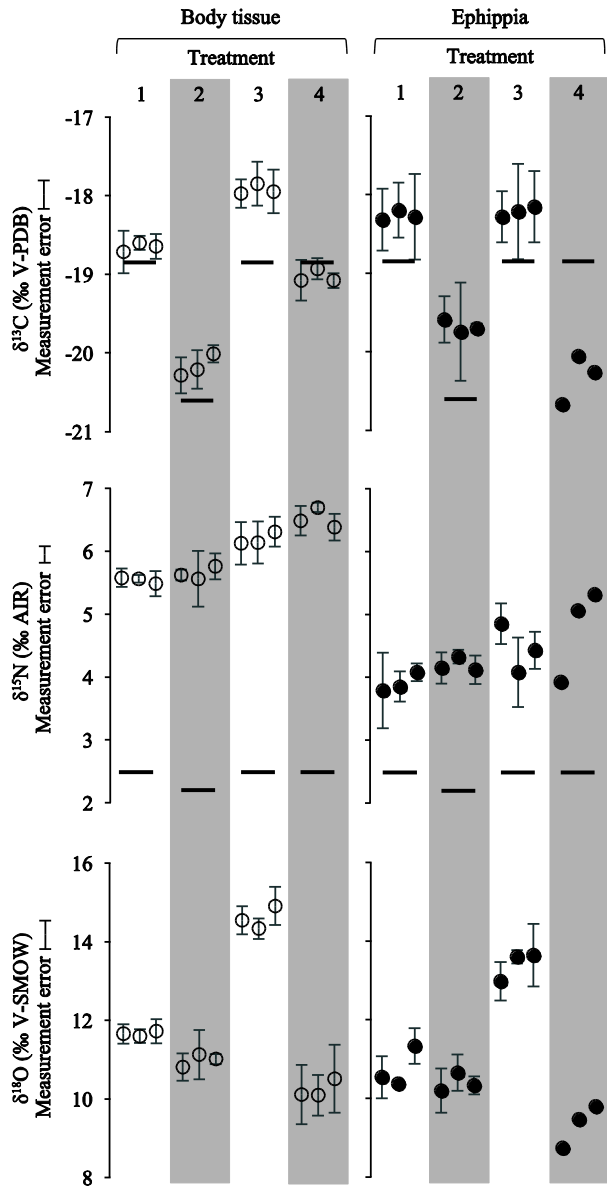 Body tissue Ephippia
Treatment Treatment
1 2 3 4 1 2 3 4
δ¹³C (‰ V-PDB)
Measurement error
-17
-18
-19
-20
-21
δ¹⁵N (‰ AIR)
Measurement error
7
6
5
4
3
2
δ¹⁸O (‰ V-SMOW)
Measurement error
16
14
12
10
8